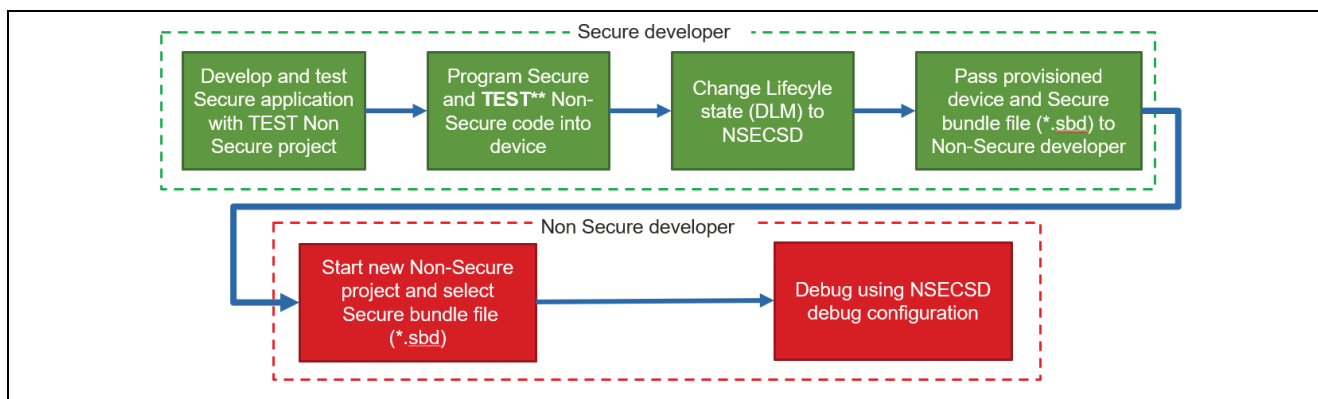 Secure developer
Develop and test
Secure application
with TEST Non
Secure project
Program Secure
and TEST** Non-
Secure code into
device
Change Lifecyle
state (DLM) to
NSECSD
Pass provisioned
device and Secure
bundle file (*.sbd) to
Non-Secure developer
Non Secure developer
Start new Non-Secure
project and select
Secure bundle file
(*.sbd)
Debug using NSECSD
debug configuration